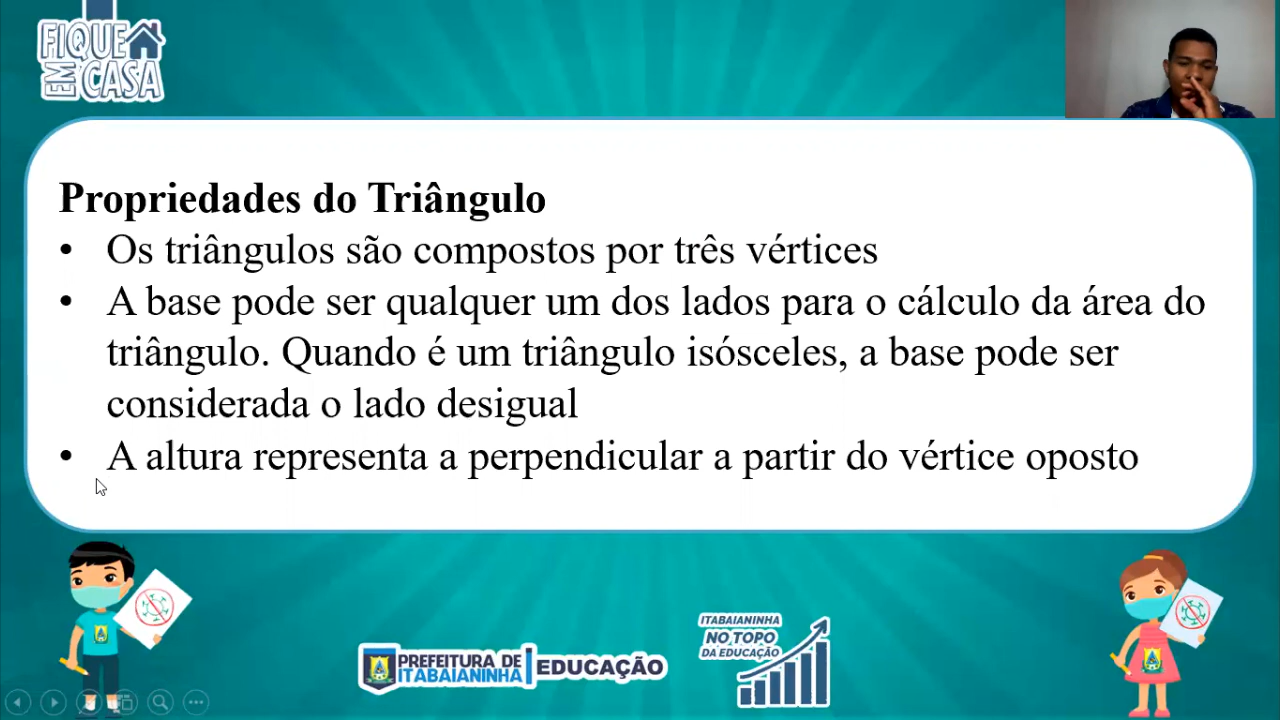 FIQUE
EM CASA
Propriedades do Triângulo
• Os triângulos são compostos por três vértices
• A base pode ser qualquer um dos lados para o cálculo da área do
triângulo. Quando é um triângulo isósceles, a base pode ser
considerada o lado desigual
• A altura representa a perpendicular a partir do vértice oposto
PREFEITURA DE
ITABAIANINHA
EDUCAÇÃO
ITABAIANINHA
NO TOPO
DA EDUCAÇÃO